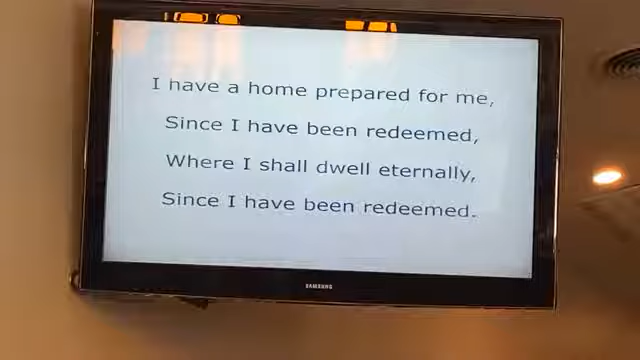 I have a home prepared for me,
Since I have been redeemed,
Where I shall dwell eternally,
Since I have been redeemed.
SAMSUNG